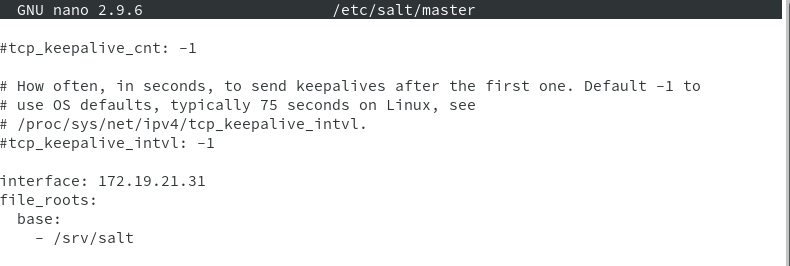 GNU nano 2.9.6 /etc/salt/master
#tcp_keepalive_cnt: -1
# How often, in seconds, to send keepalives after the first one. Default -1 to
# use OS defaults, typically 75 seconds on Linux, see
# /proc/sys/net/ipv4/tcp_keepalive_intvl.
#tcp_keepalive_intvl: -1
interface: 172.19.21.31
file_roots:
  base:
    - /srv/salt